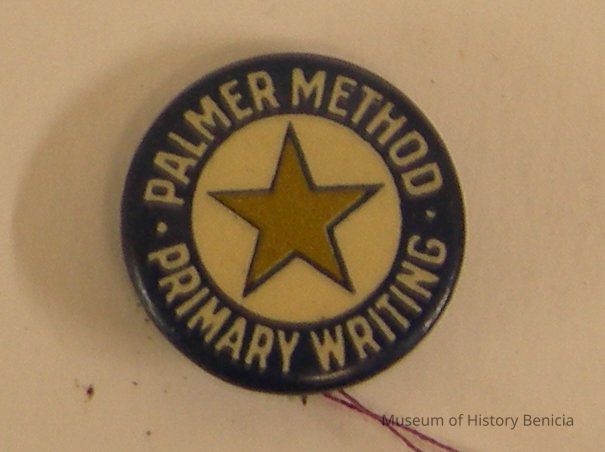 · PALMER METHOD ·
PRIMARY WRITING
Museum of History Benicia